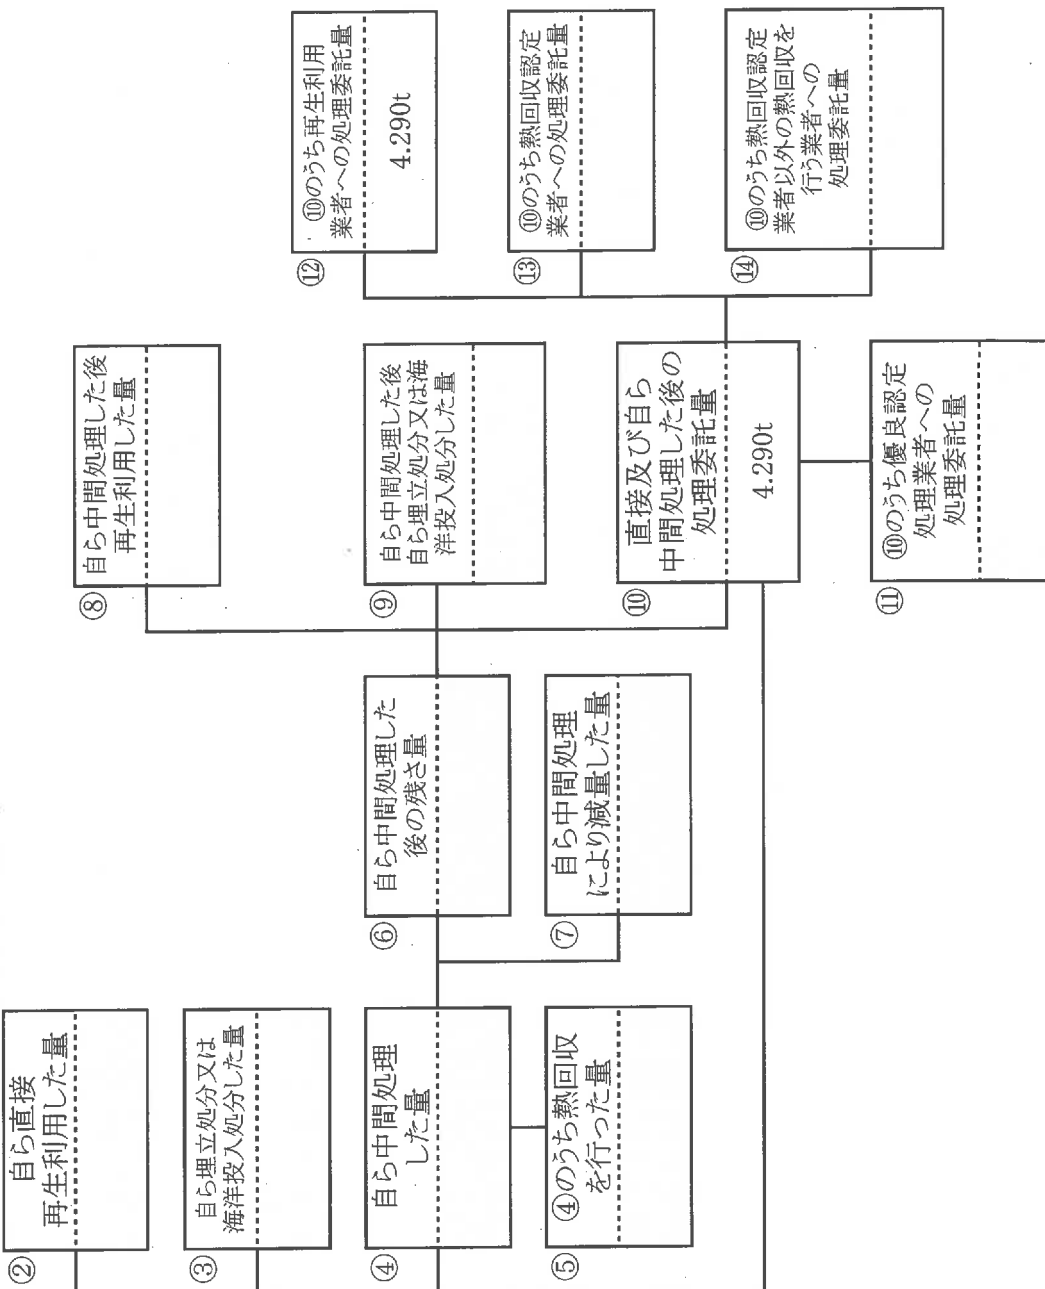 ②
自ら直接
再生利用した量
③
自ら埋立処分又は
海洋投入処分した量
④
自ら中間処理
した量
⑤
④のうち熱回収
を行った量
⑥
自ら中間処理した
後の残さ量
⑦
自ら中間処理
により減量した量
⑧
自ら中間処理した後
再生利用した量
⑨
自ら中間処理した後
自ら埋立処分又は海
洋投入処分した量
⑩
直接及び自ら
中間処理した後の
処理委託量
4.290t
⑪
⑩のうち優良認定
処理業者への
処理委託量
⑫
⑩のうち再生利用
業者への処理委託量
4.290t
⑬
⑩のうち熱回収認定
業者への処理委託量
⑭
⑩のうち熱回収認定
業者以外の熱回収を
行う業者への
処理委託量